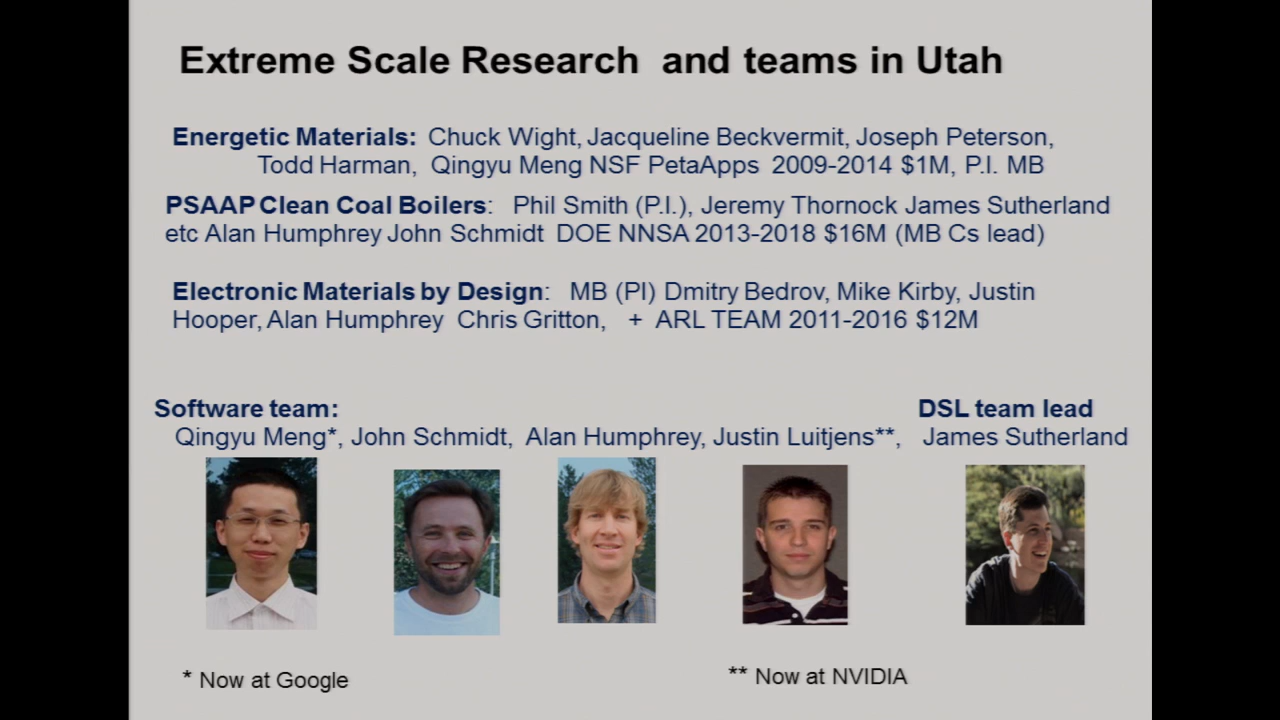 Extreme Scale Research and teams in Utah
Energetic Materials: Chuck Wight, Jacqueline Beckvermit, Joseph Peterson,
Todd Harman, Qingyu Meng NSF PetaApps 2009-2014 $1M, P.I. MB
PSAAP Clean Coal Boilers: Phil Smith (P.I.), Jeremy Thornock James Sutherland
etc Alan Humphrey John Schmidt DOE NNSA 2013-2018 $16M (MB Cs lead)
Electronic Materials by Design: MB (PI) Dmitry Bedrov, Mike Kirby, Justin
Hooper, Alan Humphrey Chris Gritton, + ARL TEAM 2011-2016 $12M
Software team: DSL team lead
Qingyu Meng*, John Schmidt, Alan Humphrey, Justin Luitjens**, James Sutherland
* Now at Google ** Now at NVIDIA